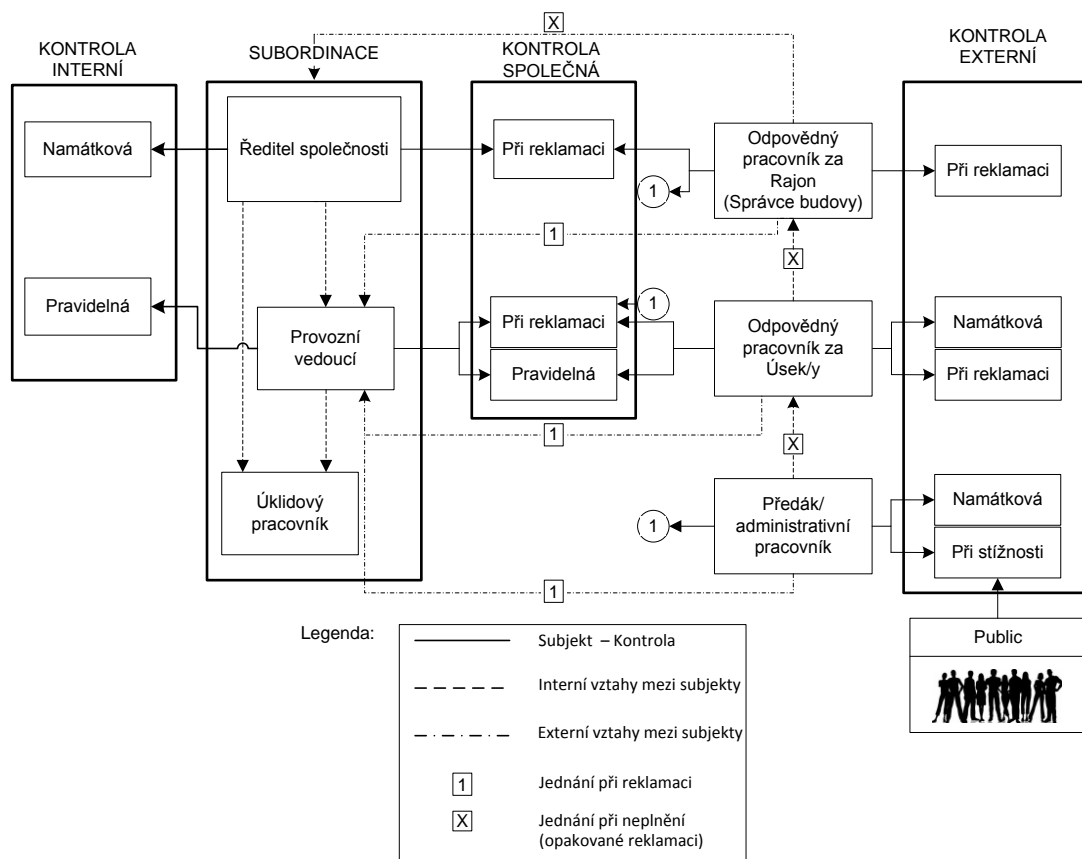 X
KONTROLA
INTERNÍ
SUBORDINACE
KONTROLA
SPOLEČNÁ
KONTROLA
EXTERNÍ
Namátková
Ředitel společnosti
Při reklamaci
1
Odpovědný
pracovník za
Rajon
(Správce budovy)
Při reklamaci
1
X
Pravidelná
Provozní
vedoucí
Při reklamaci
1
Pravidelná
Odpovědný
pracovník za
Úsek/y
Namátková
Při reklamaci
1
X
Úklidový
pracovník
1
Předák/
administrativní
pracovník
Namátková
Při stížnosti
1
Public
Legenda:
Subjekt – Kontrola
Interní vztahy mezi subjekty
Externí vztahy mezi subjekty
1
Jednání při reklamaci
X
Jednání při neplnění
(opakované reklamaci)